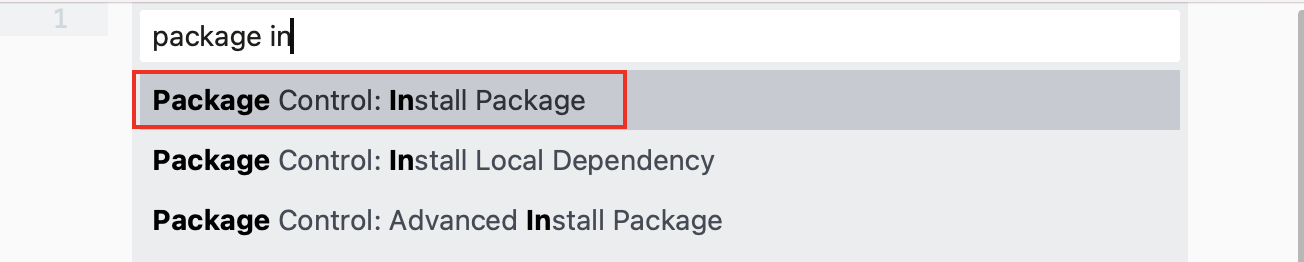 1
package in
Package Control: Install Package
Package Control: Install Local Dependency
Package Control: Advanced Install Package